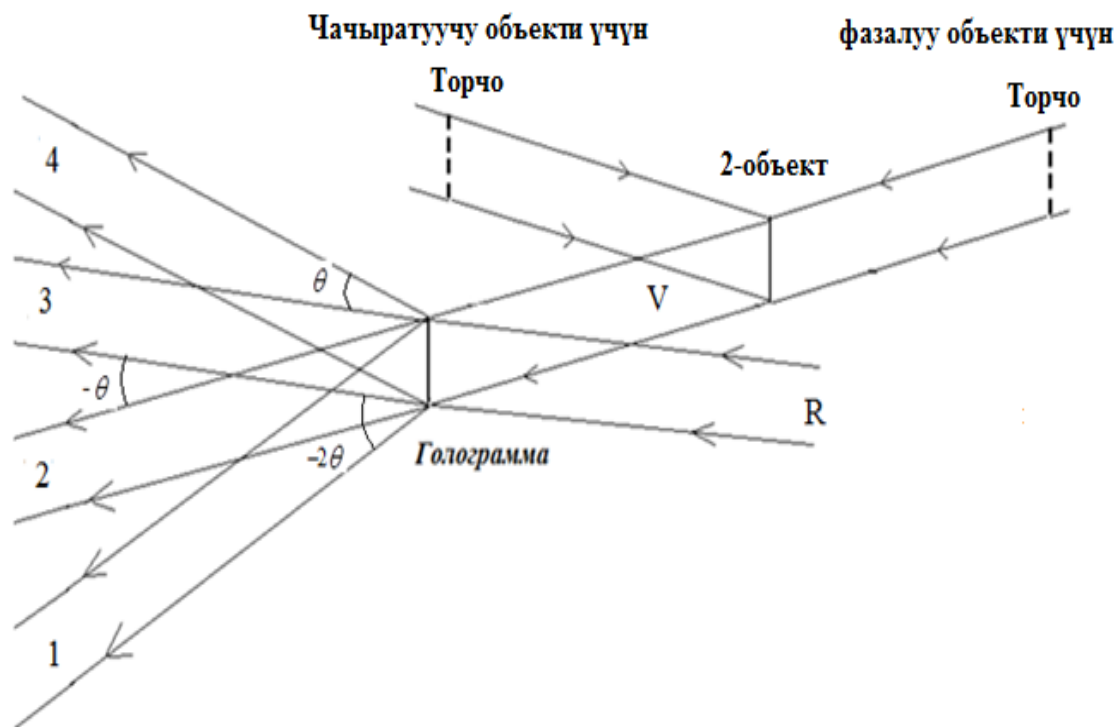 Чачыратуучу объекти үчүн
фазалуу объекти үчүн
Торчо
Торчо
4
2-объект
θ
3
V
-θ
R
-2θ
Голограмма
2
1